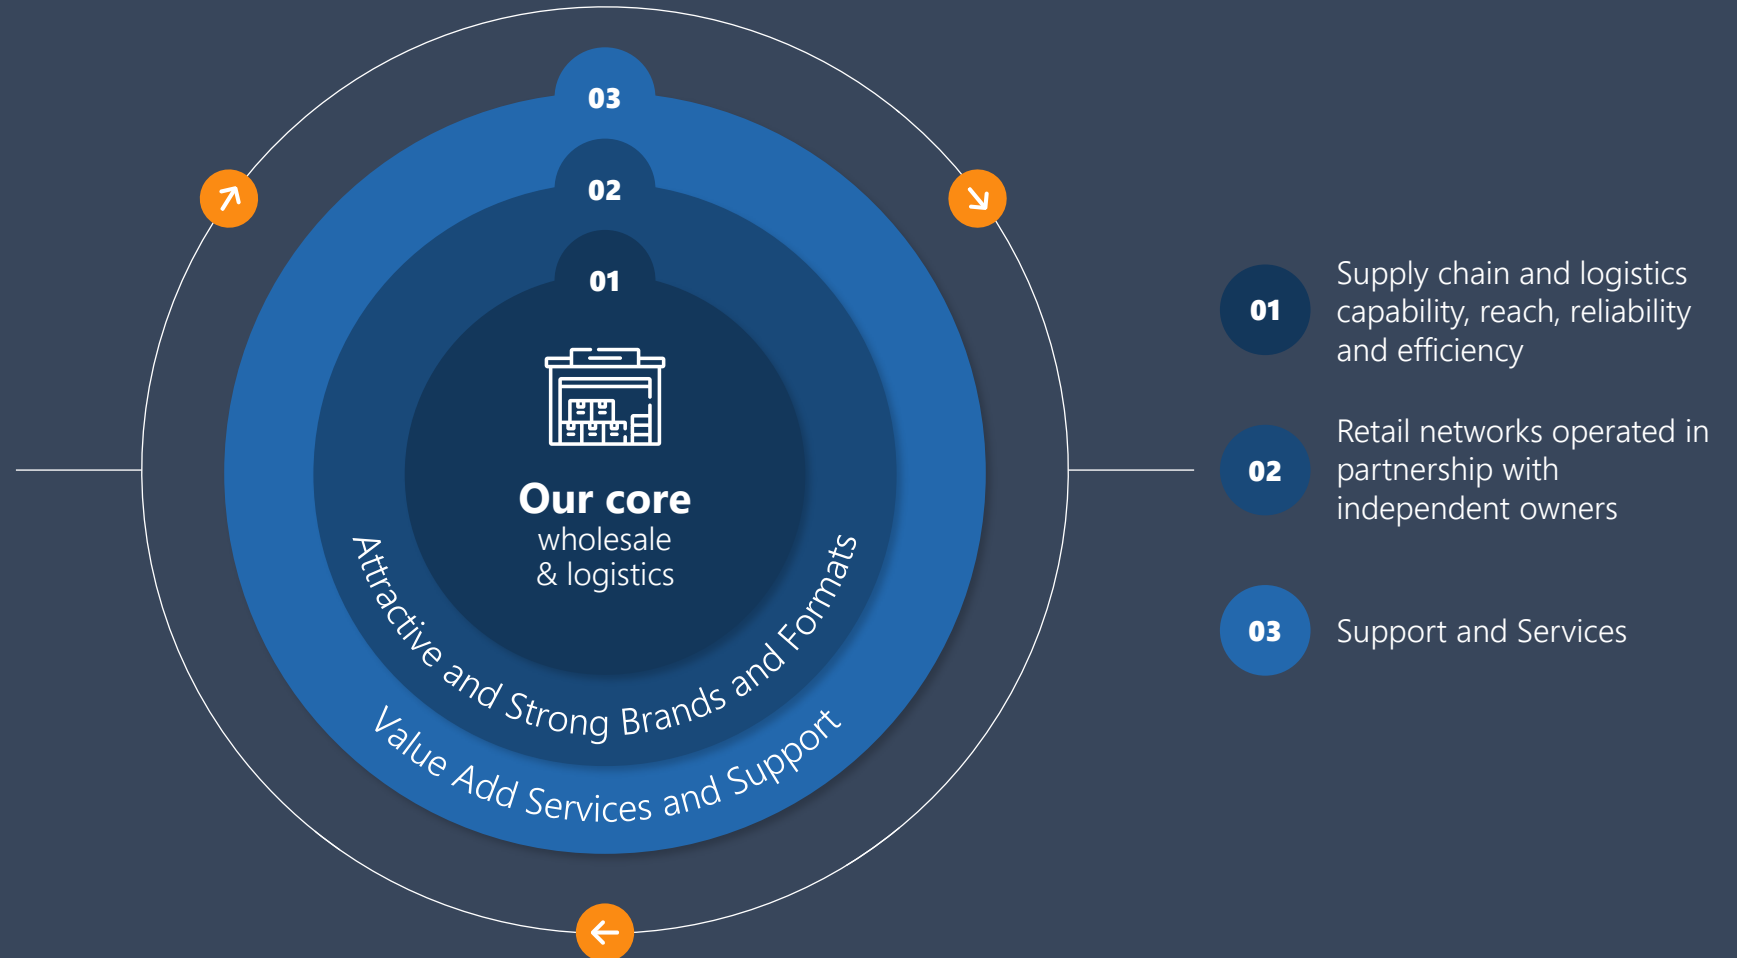 03
02
01
Our core
wholesale
& logistics
Attractive and Strong Brands and Formats
Value Add Services and Support
01
Supply chain and logistics
capability, reach, reliability
and efficiency
02
Retail networks operated in
partnership with
independent owners
03
Support and Services